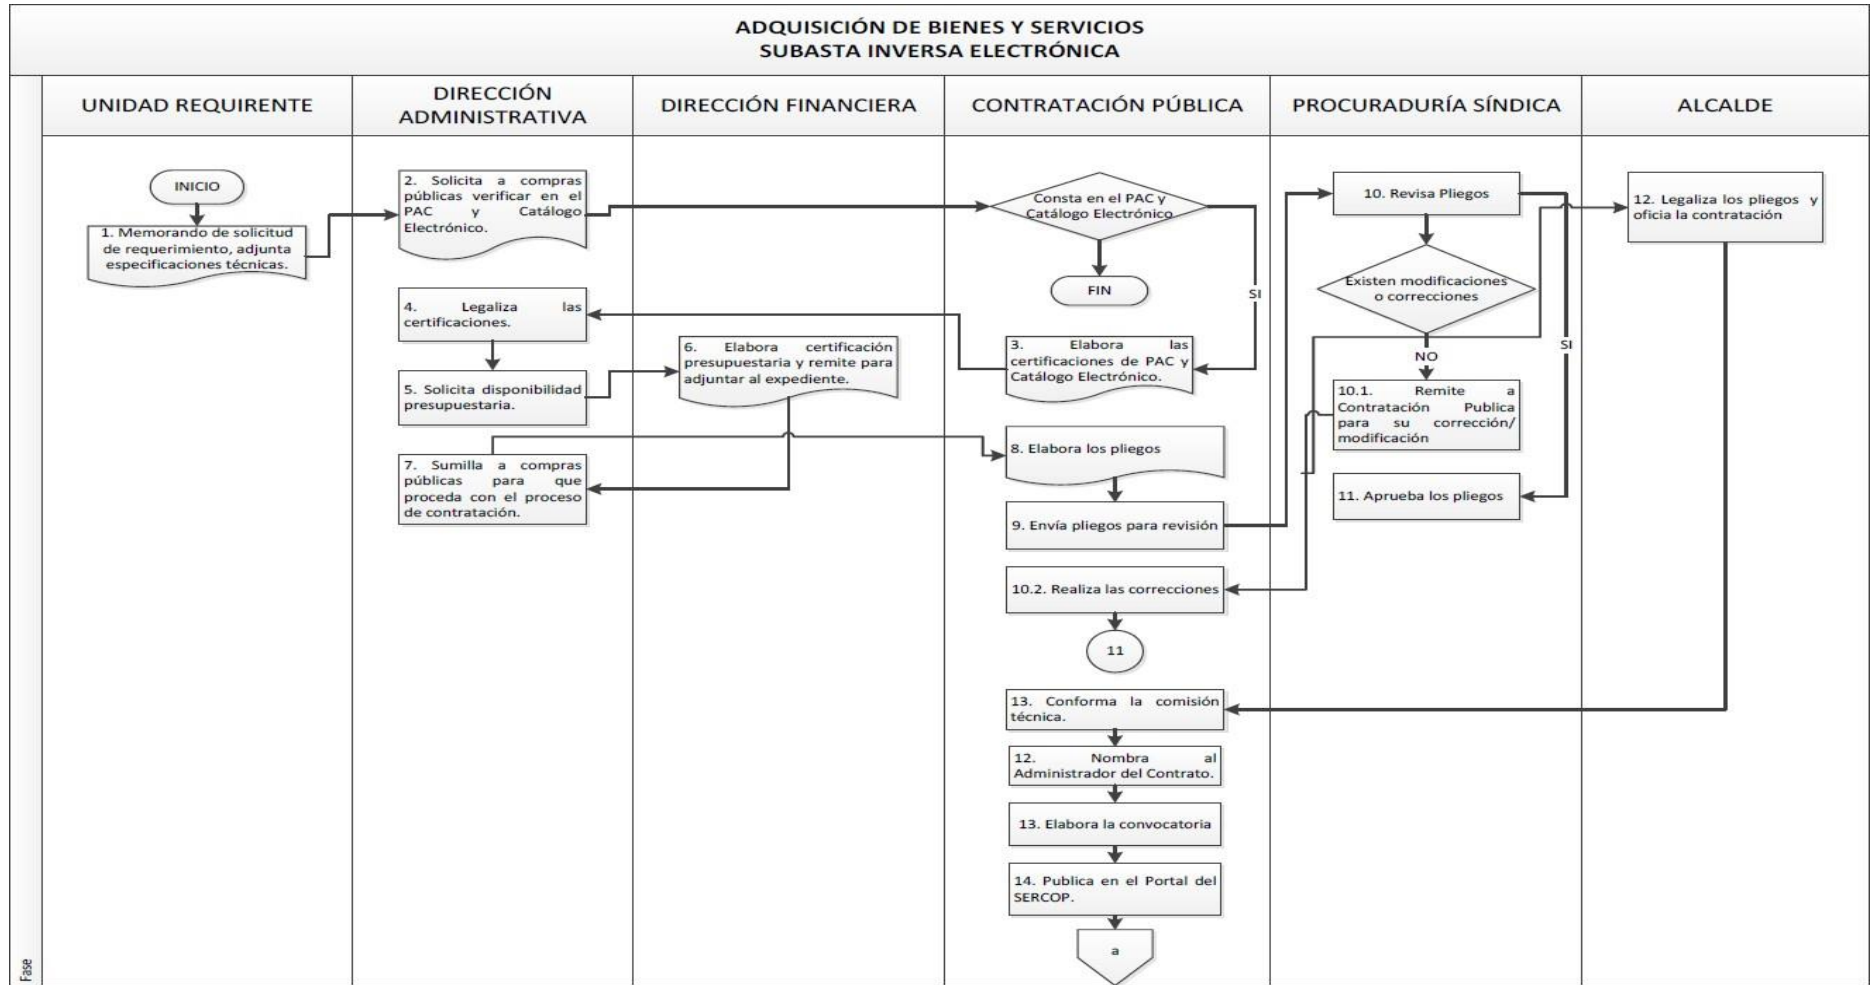 ADQUISICIÓN DE BIENES Y SERVICIOS
SUBASTA INVERSA ELECTRÓNICA
UNIDAD REQUIRENTE
DIRECCIÓN
ADMINISTRATIVA
DIRECCIÓN FINANCIERA
CONTRATACIÓN PÚBLICA
PROCURADURÍA SÍNDICA
ALCALDE
INICIO
1. Memorando de solicitud
de requerimiento, adjunta
especificaciones técnicas.
2. Solicita a compras
públicas verificar en el
PAC y Catálogo
Electrónico.
4. Legaliza las
certificaciones.
5. Solicita disponibilidad
presupuestaria.
7. Sumilla a compras
públicas para que
proceda con el proceso
de contratación.
6. Elabora certificación
presupuestaria y remite para
adjuntar al expediente.
Consta en el PAC y
Catálogo Electrónico
FIN
SI
3. Elabora las
certificaciones de PAC y
Catálogo Electrónico.
8. Elabora los pliegos
9. Envía pliegos para revisión
10.2. Realiza las correcciones
11
13. Conforma la comisión
técnica.
12. Nombra al
Administrador del Contrato.
13. Elabora la convocatoria
14. Publica en el Portal del
SERCOP.
a
10. Revisa Pliegos
Existen modificaciones
o correcciones
NO
SI
10.1. Remite a
Contratación Publica
para su corrección/
modificación
11. Aprueba los pliegos
12. Legaliza los pliegos y
oficia la contratación
Fase